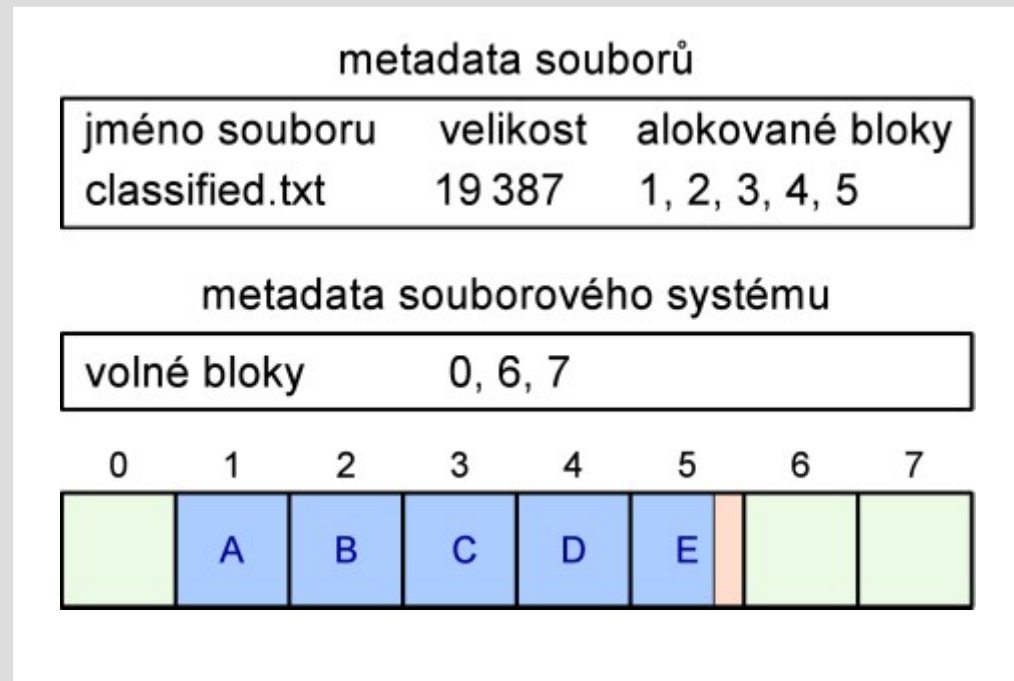 metadata souborů
jméno souboru velikost alokované bloky
classified.txt 19 387 1, 2, 3, 4, 5
metadata souborového systému
volné bloky 0, 6, 7
0 1 2 3 4 5 6 7
A B C D E